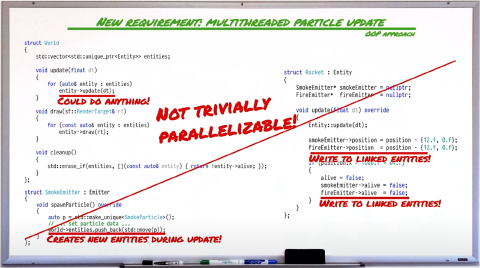 NEW REQUIREMENT: MULTITHREADED PARTICLE UPDATE
OOP APPROACH
struct World
{
std::vector<std::unique_ptr<Entity>> entities;
void update(float dt)
{
for (auto& entity : entities)
entity->update(dt);
COULD DO ANYTHING!
}
void draw(sf::RenderTarget& rt)
{
for (const auto& entity : entities)
entity->draw(rt);
}
void cleanup()
{
std::erase_if(entities, [](const auto& entity) { return !entity->alive; });
}
};
struct SmokeEmitter : Emitter
{
void spawnParticle() override
{
auto p = std::make_unique<SmokeParticle>();
// ... set particle data ...
world->entities.push_back(std::move(p));
CREATES NEW ENTITIES DURING UPDATE!
};
NOT TRIVIALLY
PARALLELIZABLE!
struct Rocket : Entity
{
SmokeEmitter* smokeEmitter = nullptr;
FireEmitter* fireEmitter = nullptr;
void update(float dt) override
{
Entity::update(dt);
smokeEmitter->position = position - {12.f, 0.f};
fireEmitter->position = position - {12.f, 0.f};
WRITE TO LINKED ENTITIES!
{
alive = false;
smokeEmitter->alive = false;
fireEmitter->alive = false;
WRITE TO LINKED ENTITIES!
}
};